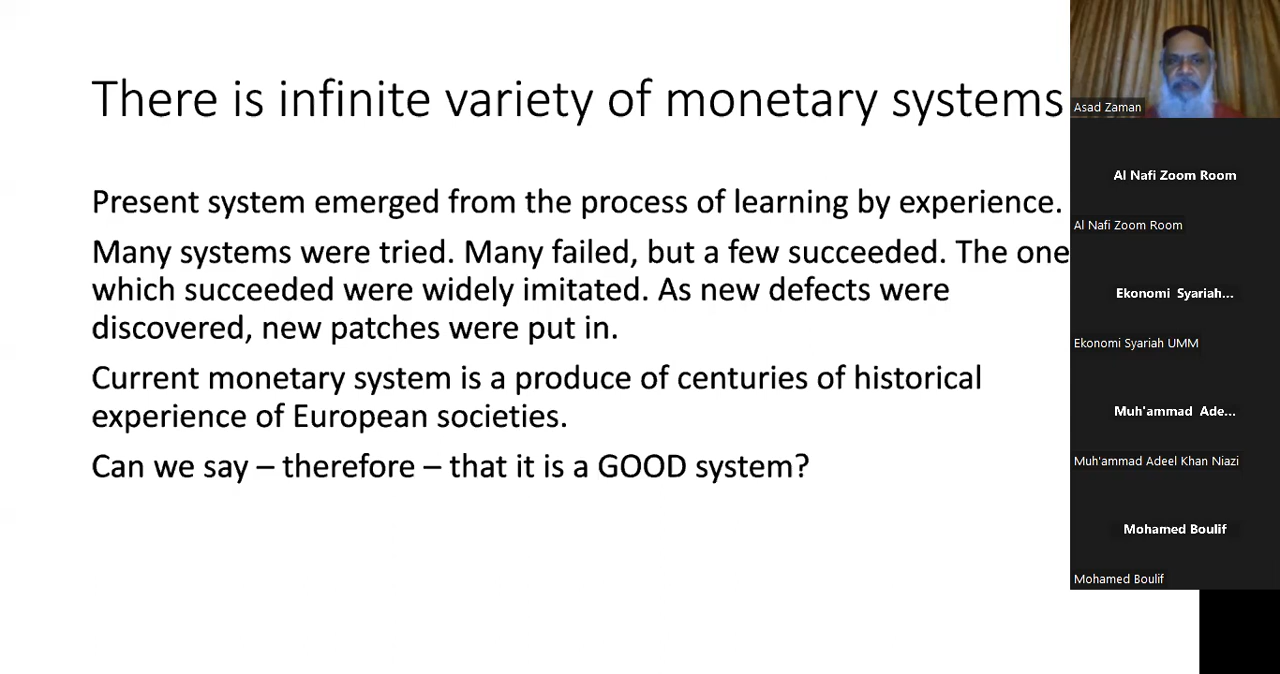 There is infinite variety of monetary systems
Present system emerged from the process of learning by experience.
Many systems were tried. Many failed, but a few succeeded. The one
which succeeded were widely imitated. As new defects were
discovered, new patches were put in.
Current monetary system is a produce of centuries of historical
experience of European societies.
Can we say – therefore – that it is a GOOD system?
Asad Zaman
Al Nafi Zoom Room
Al Nafi Zoom Room
Ekonomi Syariah...
Ekonomi Syariah UMM
Muh'ammad Ade...
Muh'ammad Adeel Khan Niazi
Mohamed Boulif
Mohamed Boulif